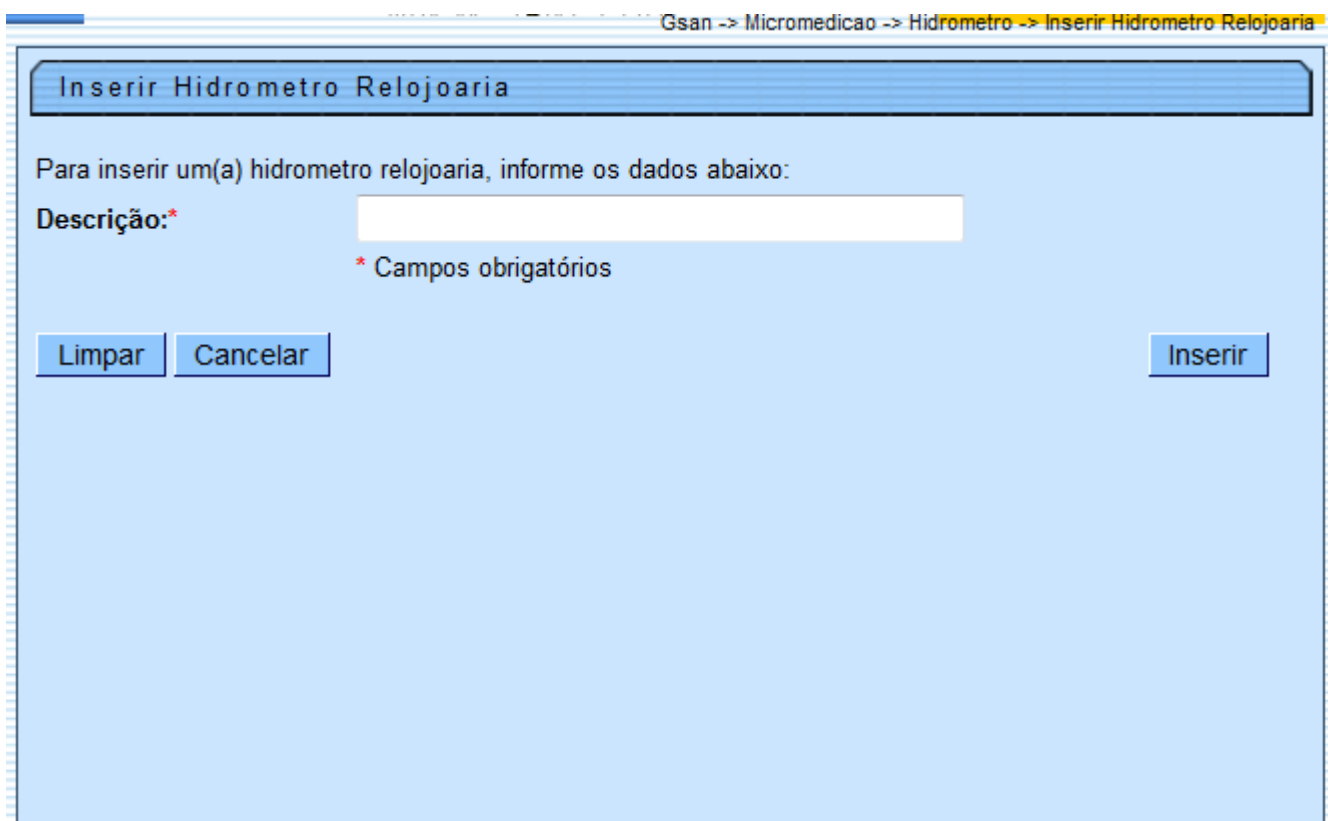 Gsan -> Micromedicao -> Hidrometro -> Inserir Hidrometro Relojoaria
Inserir Hidrometro Relojoaria
Para inserir um(a) hidrometro relojoaria, informe os dados abaixo:
Descrição:*
* Campos obrigatórios
Limpar Cancelar Inserir